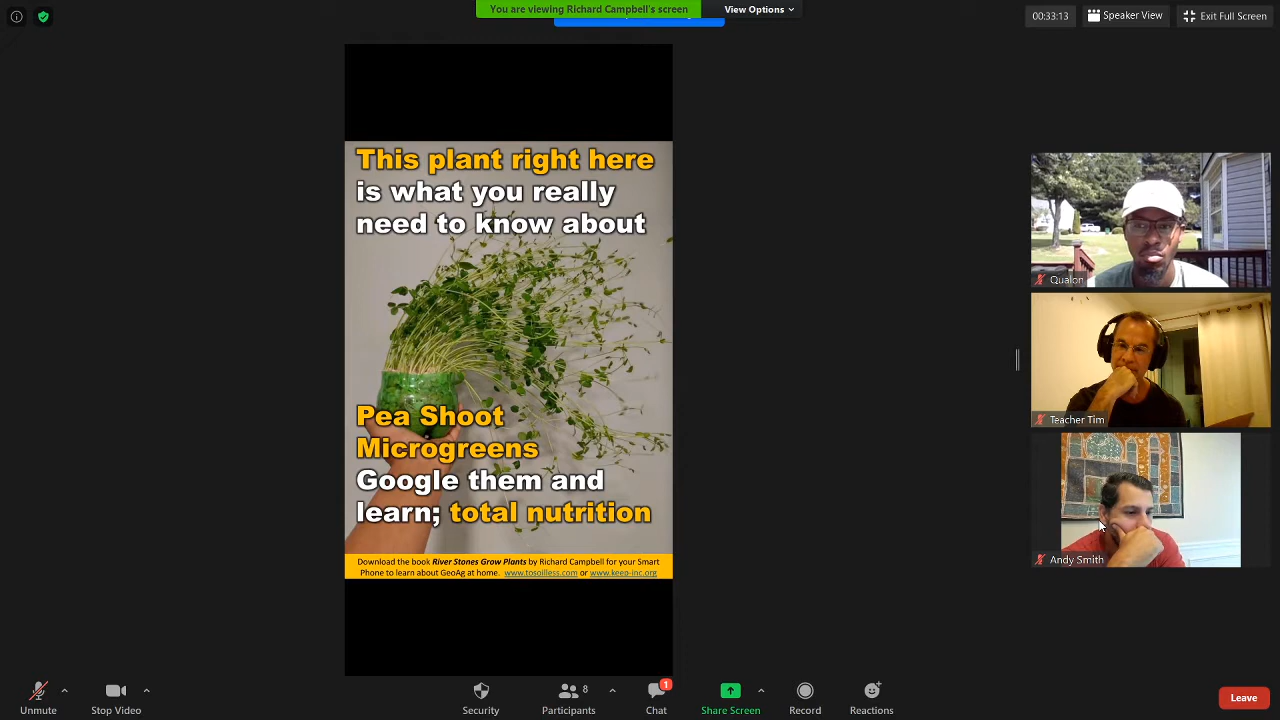 You are viewing Richard Campbell's screen
View Options
00:33:13
Speaker View
Exit Full Screen
This plant right here
is what you really
need to know about
Pea Shoot
Microgreens
Google them and
learn; total nutrition
Download the book River Stones Grow Plants by Richard Campbell for your Smart
Phone to learn about GeoAg at home. www.tosoilless.com or www.keep-inc.org
Qualon
Teacher Tim
Andy Smith
Unmute
Stop Video
Security
Participants
8
Chat
1
Share Screen
Record
Reactions
Leave